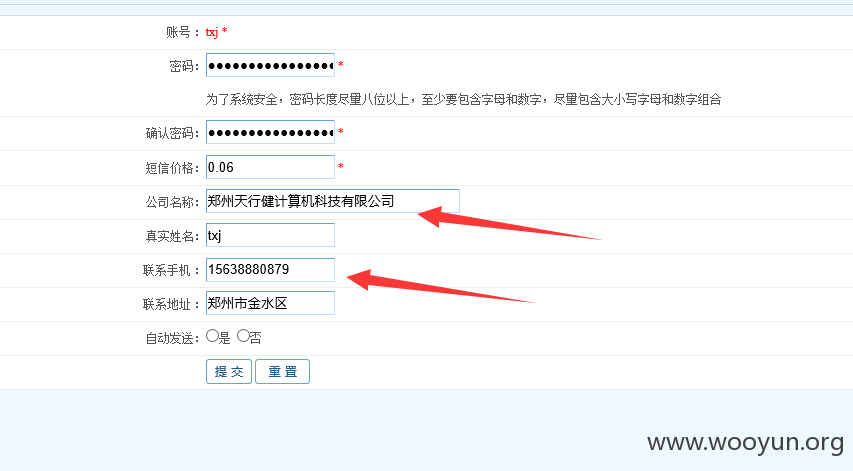 账号： txj *
密码： ●●●●●●●●●●●●●●●● *
为了系统安全，密码长度尽量八位以上，至少要包含字母和数字，尽量包含大小写字母和数字组合
确认密码： ●●●●●●●●●●●●●●●● *
短信价格： 0.06 *
公司名称： 郑州天行健计算机科技有限公司
真实姓名： txj
联系手机： 15638880879
联系地址： 郑州市金水区
自动发送： 是 否
提 交 重 置
www.wooyun.org